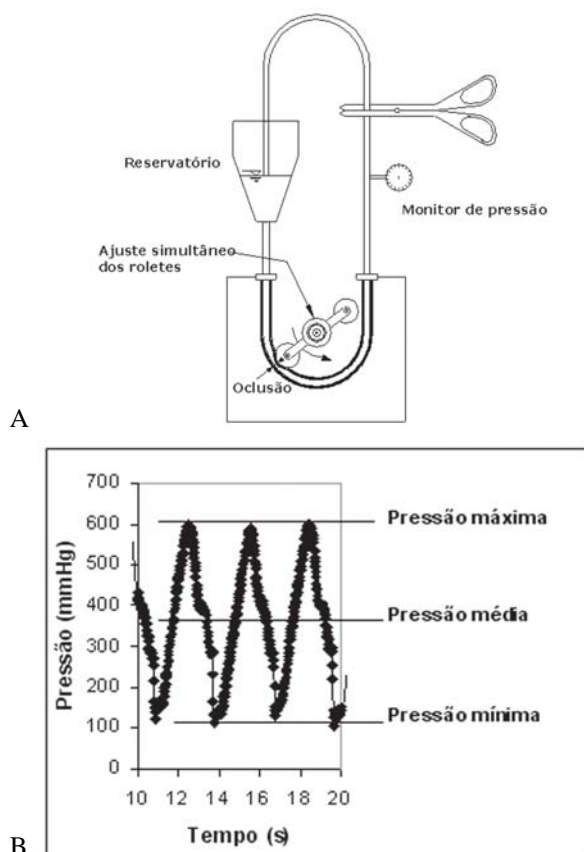 Reservatório
Monitor de pressão
Ajuste simultâneo
dos roletes
Oclusão
A
700
600
500
400
300
200
100
0
Pressão (mmHg)
Pressão máxima
Pressão média
Pressão mínima
10 12 14 16 18 20
Tempo (s)
B